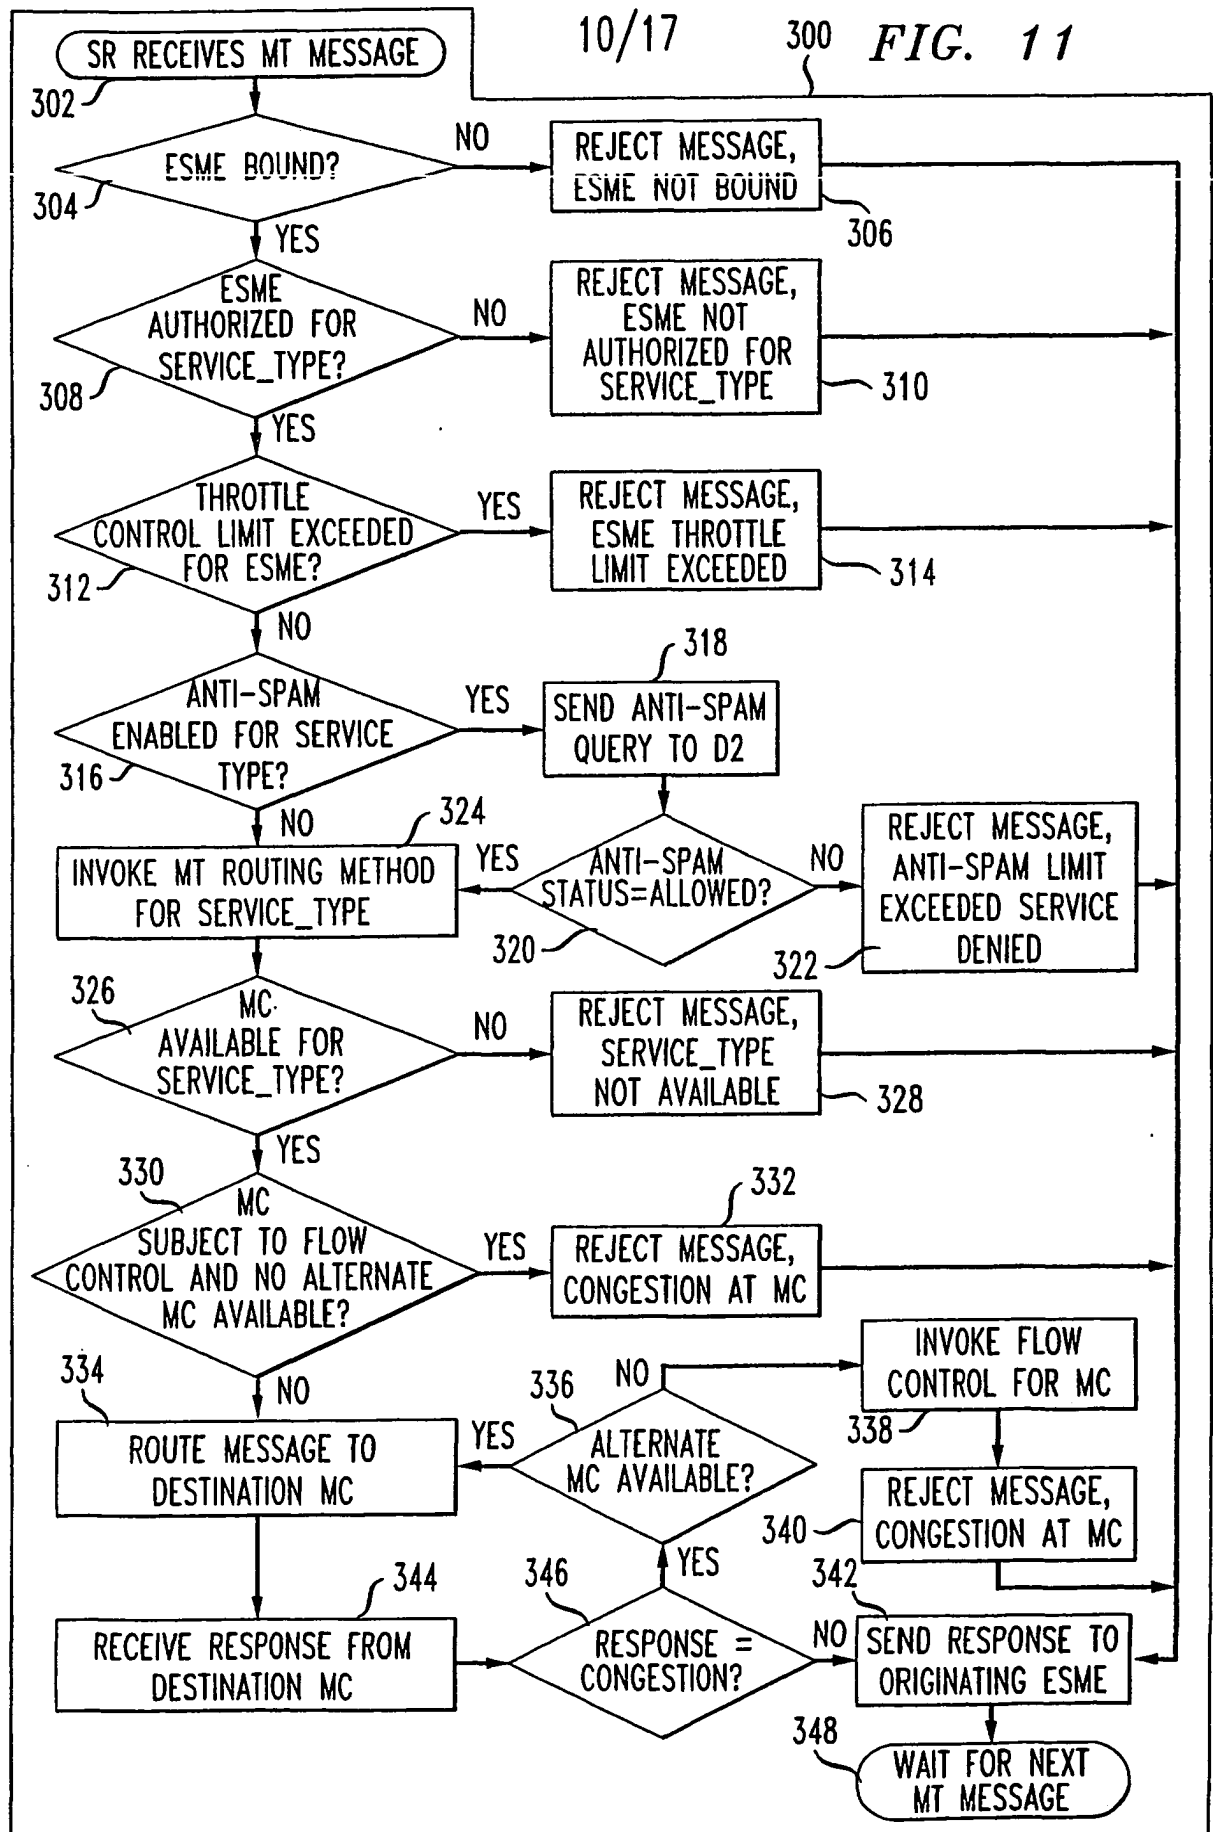 10/17
300
FIG. 11
SR RECEIVES MT MESSAGE
302
ESME BOUND?
304
NO
REJECT MESSAGE,
ESME NOT BOUND
306
YES
ESME
AUTHORIZED FOR
SERVICE_TYPE?
308
NO
REJECT MESSAGE,
ESME NOT
AUTHORIZED FOR
SERVICE_TYPE
310
YES
THROTTLE
CONTROL LIMIT EXCEEDED
FOR ESME?
312
YES
REJECT MESSAGE,
ESME THROTTLE
LIMIT EXCEEDED
314
NO
ANTI-SPAM
ENABLED FOR SERVICE
TYPE?
316
YES
318
SEND ANTI-SPAM
QUERY TO D2
NO
324
INVOKE MT ROUTING METHOD
FOR SERVICE_TYPE
YES
ANTI-SPAM
STATUS=ALLOWED?
320
NO
REJECT MESSAGE,
ANTI-SPAM LIMIT
EXCEEDED SERVICE
DENIED
322
326
MC
AVAILABLE FOR
SERVICE_TYPE?
NO
REJECT MESSAGE,
SERVICE_TYPE
NOT AVAILABLE
328
YES
330
MC
SUBJECT TO FLOW
CONTROL AND NO ALTERNATE
MC AVAILABLE?
YES
332
REJECT MESSAGE,
CONGESTION AT MC
NO
334
ROUTE MESSAGE TO
DESTINATION MC
YES
336
ALTERNATE
MC AVAILABLE?
NO
INVOKE FLOW
CONTROL FOR MC
338
REJECT MESSAGE,
CONGESTION AT MC
340
YES
344
RECEIVE RESPONSE FROM
DESTINATION MC
346
RESPONSE =
CONGESTION?
NO
342
SEND RESPONSE TO
ORIGINATING ESME
348
WAIT FOR NEXT
MT MESSAGE